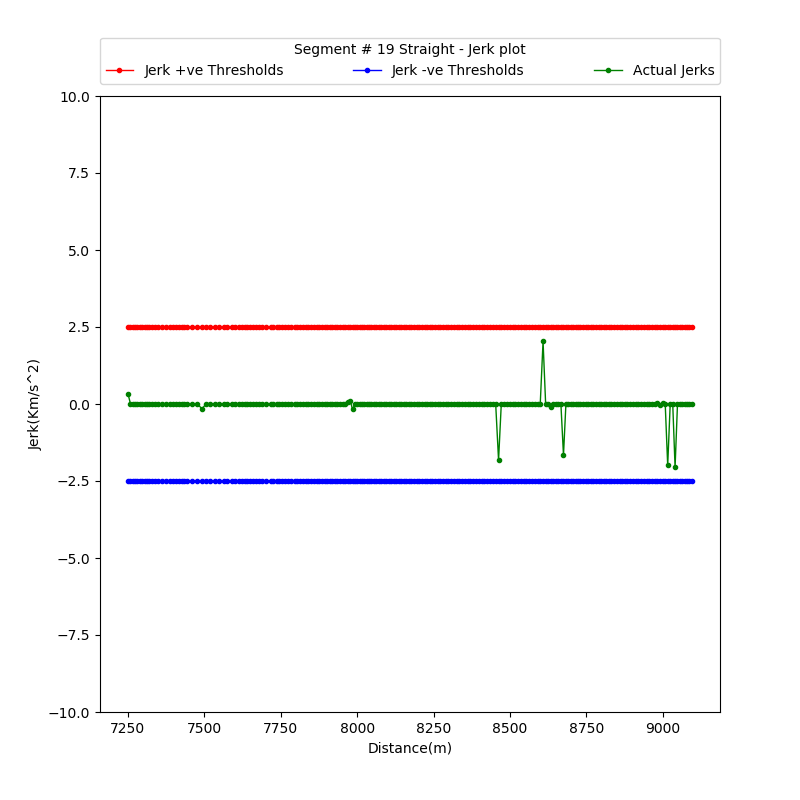 Segment # 19 Straight - Jerk plot
Jerk +ve Thresholds Jerk -ve Thresholds Actual Jerks
10.0
7.5
5.0
2.5
0.0
−2.5
−5.0
−7.5
−10.0
Jerk(Km/s^2)
7250 7500 7750 8000 8250 8500 8750 9000
Distance(m)